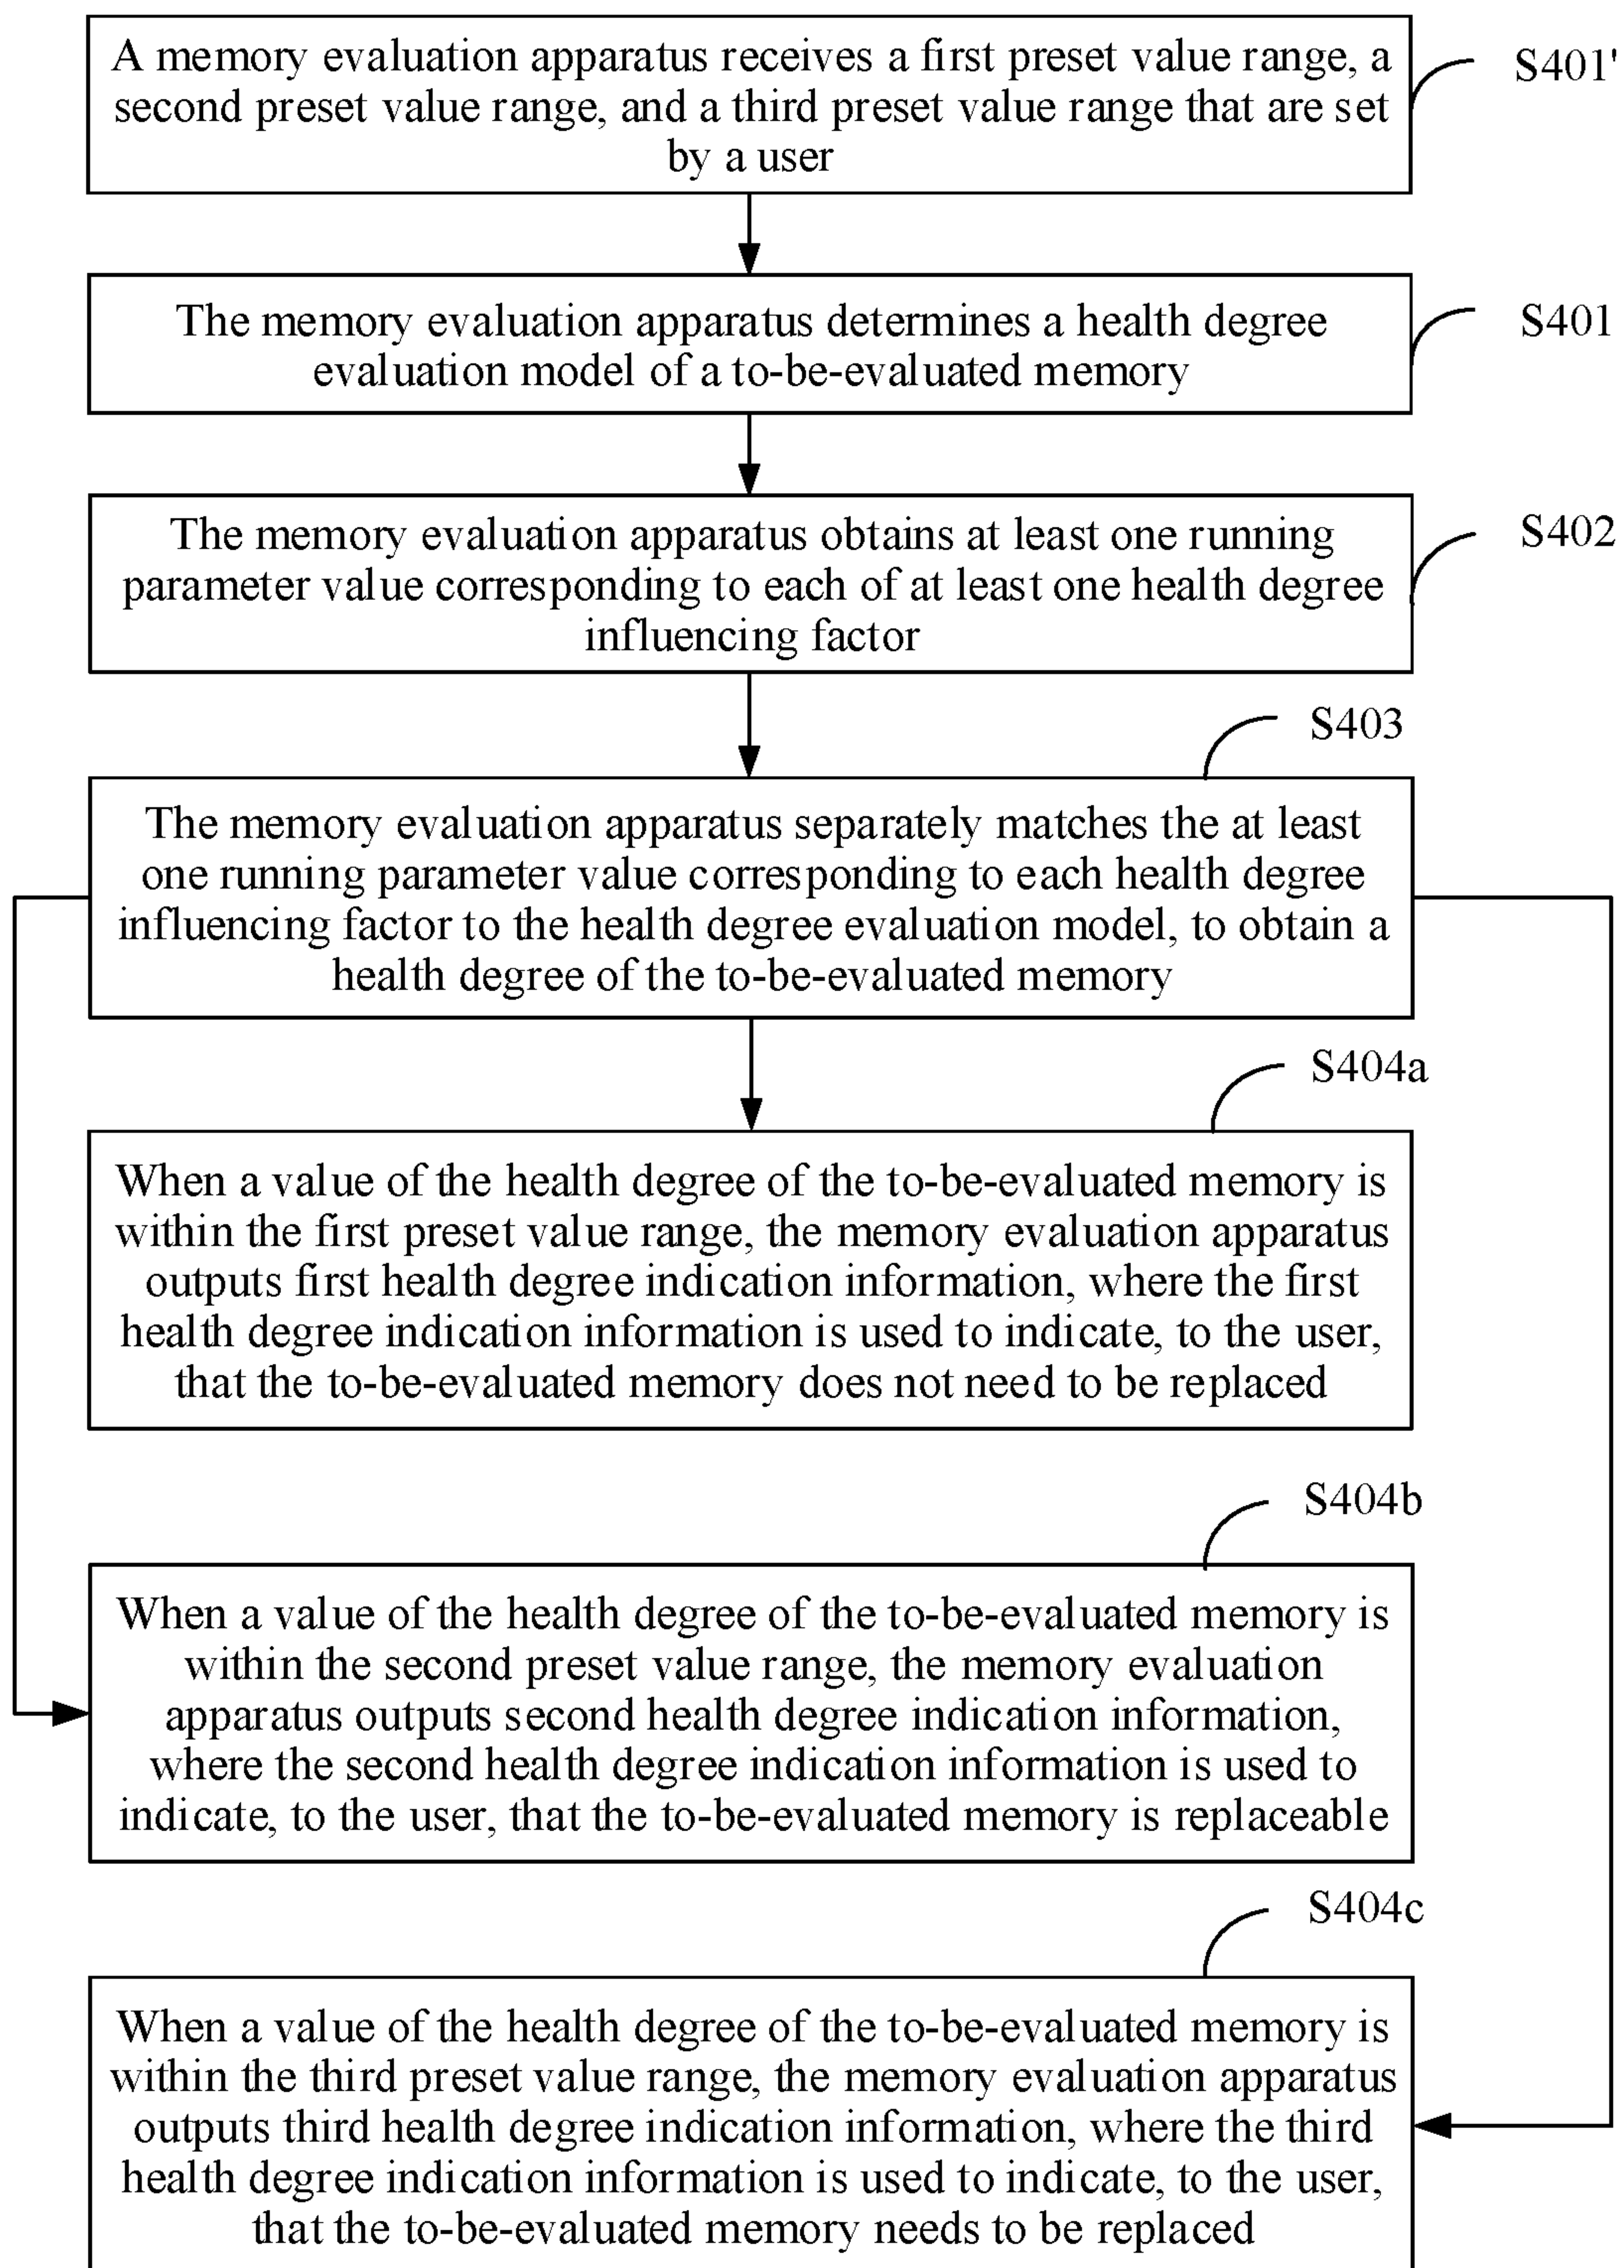 A memory evaluation apparatus receives a first preset value range, a
second preset value range, and a third preset value range that are set
by a user
S401'
The memory evaluation apparatus determines a health degree
evaluation model of a to-be-evaluated memory
S401
The memory evaluation apparatus obtains at least one running
parameter value corresponding to each of at least one health degree
influencing factor
S402
S403
The memory evaluation apparatus separately matches the at least
one running parameter value corresponding to each health degree
influencing factor to the health degree evaluation model, to obtain a
health degree of the to-be-evaluated memory
S404a
When a value of the health degree of the to-be-evaluated memory is
within the first preset value range, the memory evaluation apparatus
outputs first health degree indication information, where the first
health degree indication information is used to indicate, to the user,
that the to-be-evaluated memory does not need to be replaced
S404b
When a value of the health degree of the to-be-evaluated memory is
within the second preset value range, the memory evaluation
apparatus outputs second health degree indication information,
where the second health degree indication information is used to
indicate, to the user, that the to-be-evaluated memory is replaceable
S404c
When a value of the health degree of the to-be-evaluated memory is
within the third preset value range, the memory evaluation apparatus
outputs third health degree indication information, where the third
health degree indication information is used to indicate, to the user,
that the to-be-evaluated memory needs to be replaced